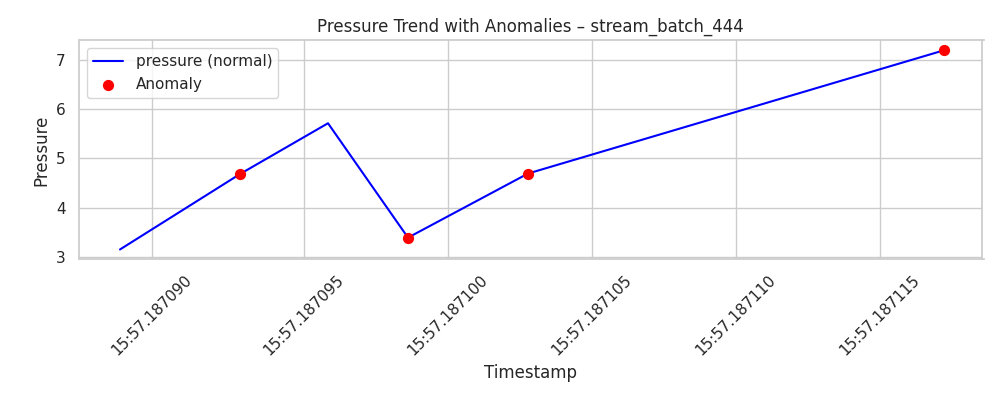 Pressure Trend with Anomalies – stream_batch_444
pressure (normal)
Anomaly
Pressure
7
6
5
4
3
15:57.187090
15:57.187095
15:57.187100
15:57.187105
15:57.187110
15:57.187115
Timestamp